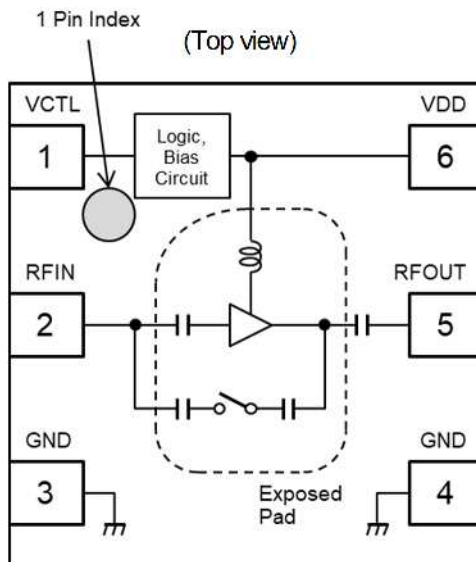 1 Pin Index
(Top view)
VCTL
VDD
1
Logic,
Bias
Circuit
6
RFIN
RFOUT
2
5
GND
GND
3
Exposed
Pad
4